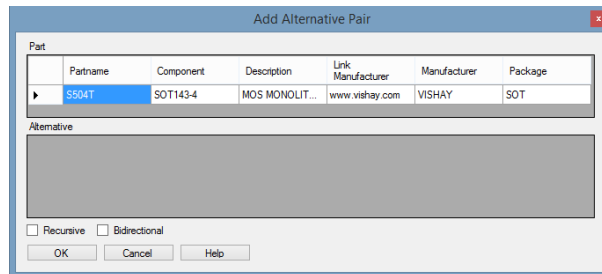 Add Alternative Pair
x
Part
Partname Component Description Link Manufacturer Manufacturer Package
S504T SOT143-4 MOS MONOLIT... www.vishay.com VISHAY SOT
Alternative
Recursive Bidirectional
OK Cancel Help